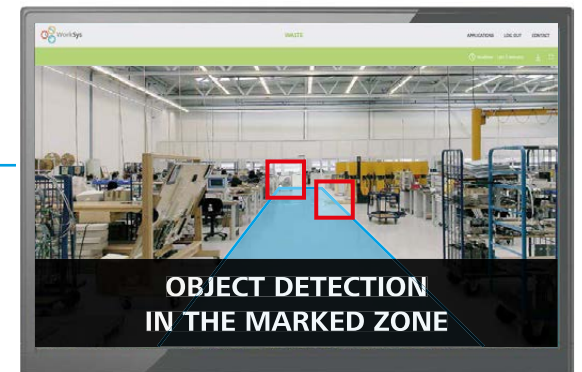 WorkSys
WASTE
APPLICATIONS LOG OUT CONTACT
OBJECT DETECTION
IN THE MARKED ZONE